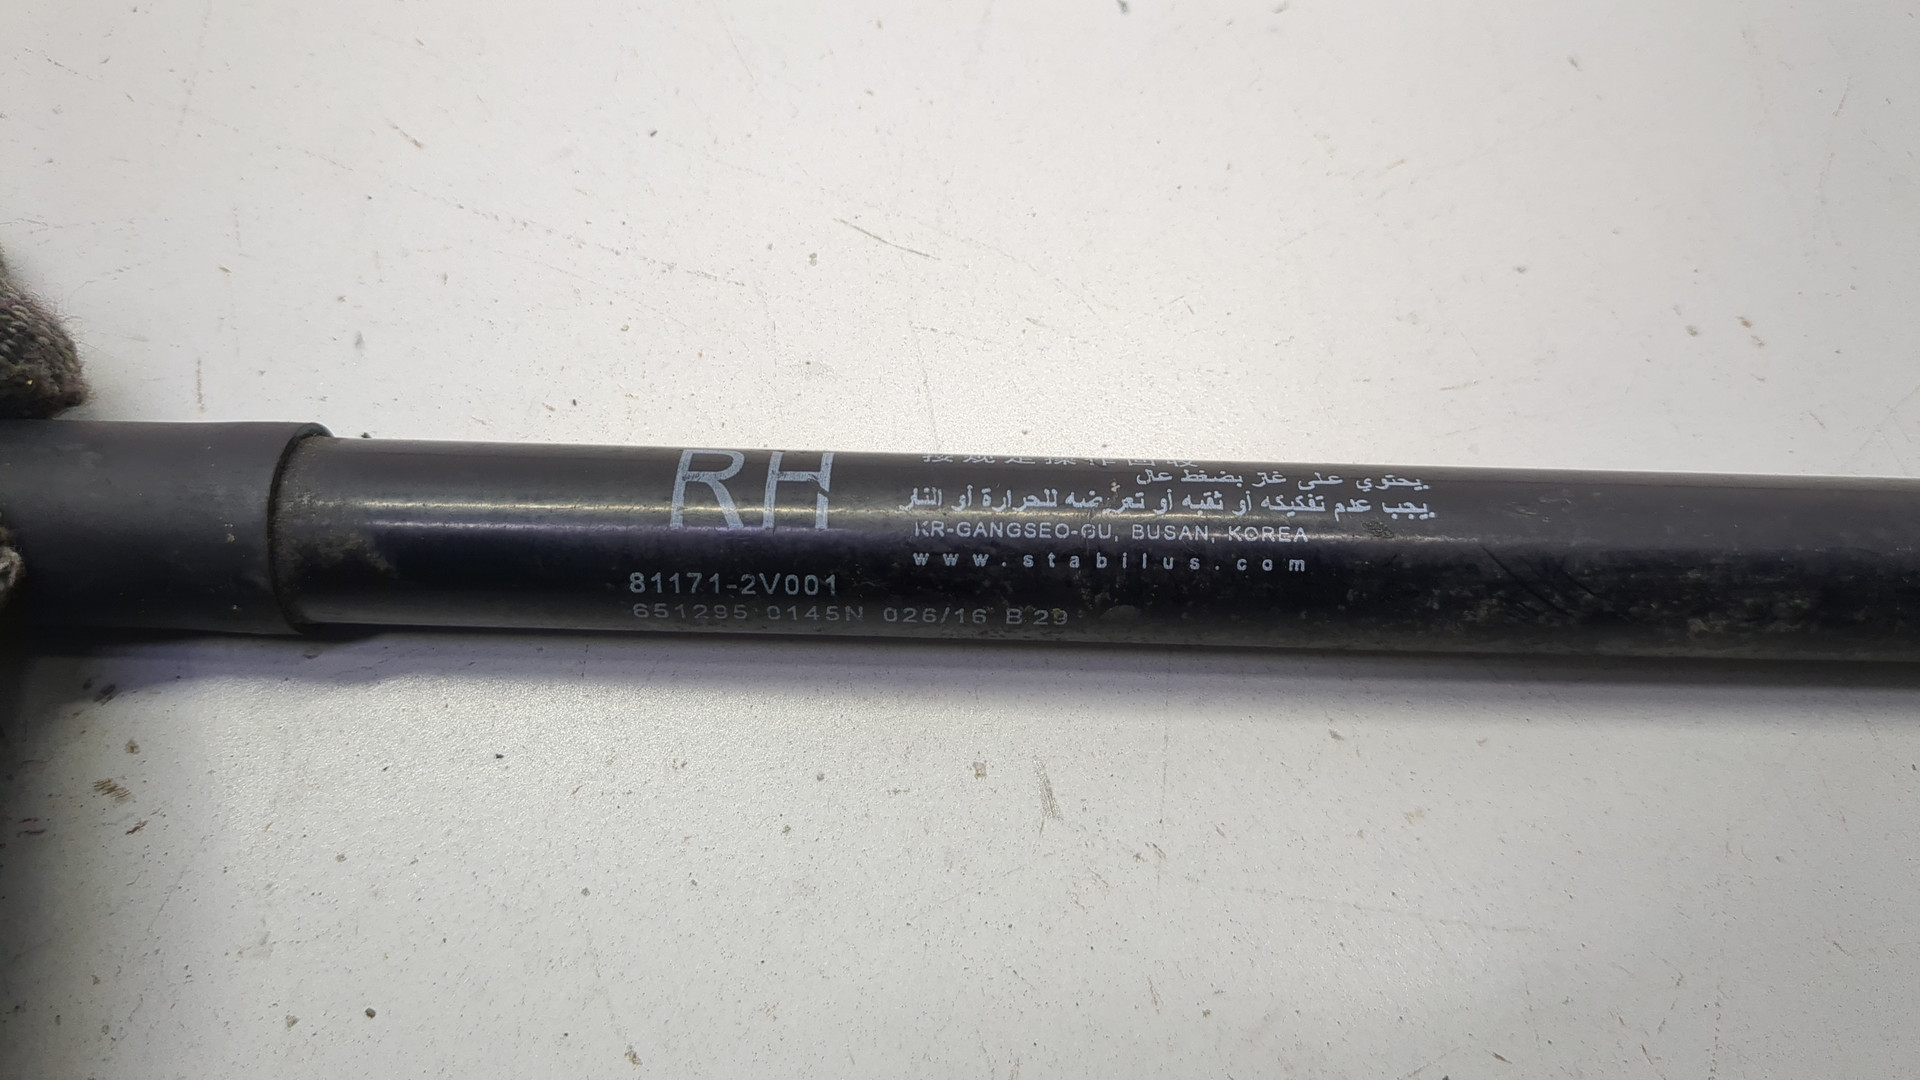 RH
يحتوي على غاز بضغط عال.
يجب عدم تفكيكه أو ثقبه أو تعريضه للحرارة أو النار.
KR-GANGSEO-GU, BUSAN, KOREA
www.stabilus.com
81171-2V001
651295 0145N 026/16 B 29